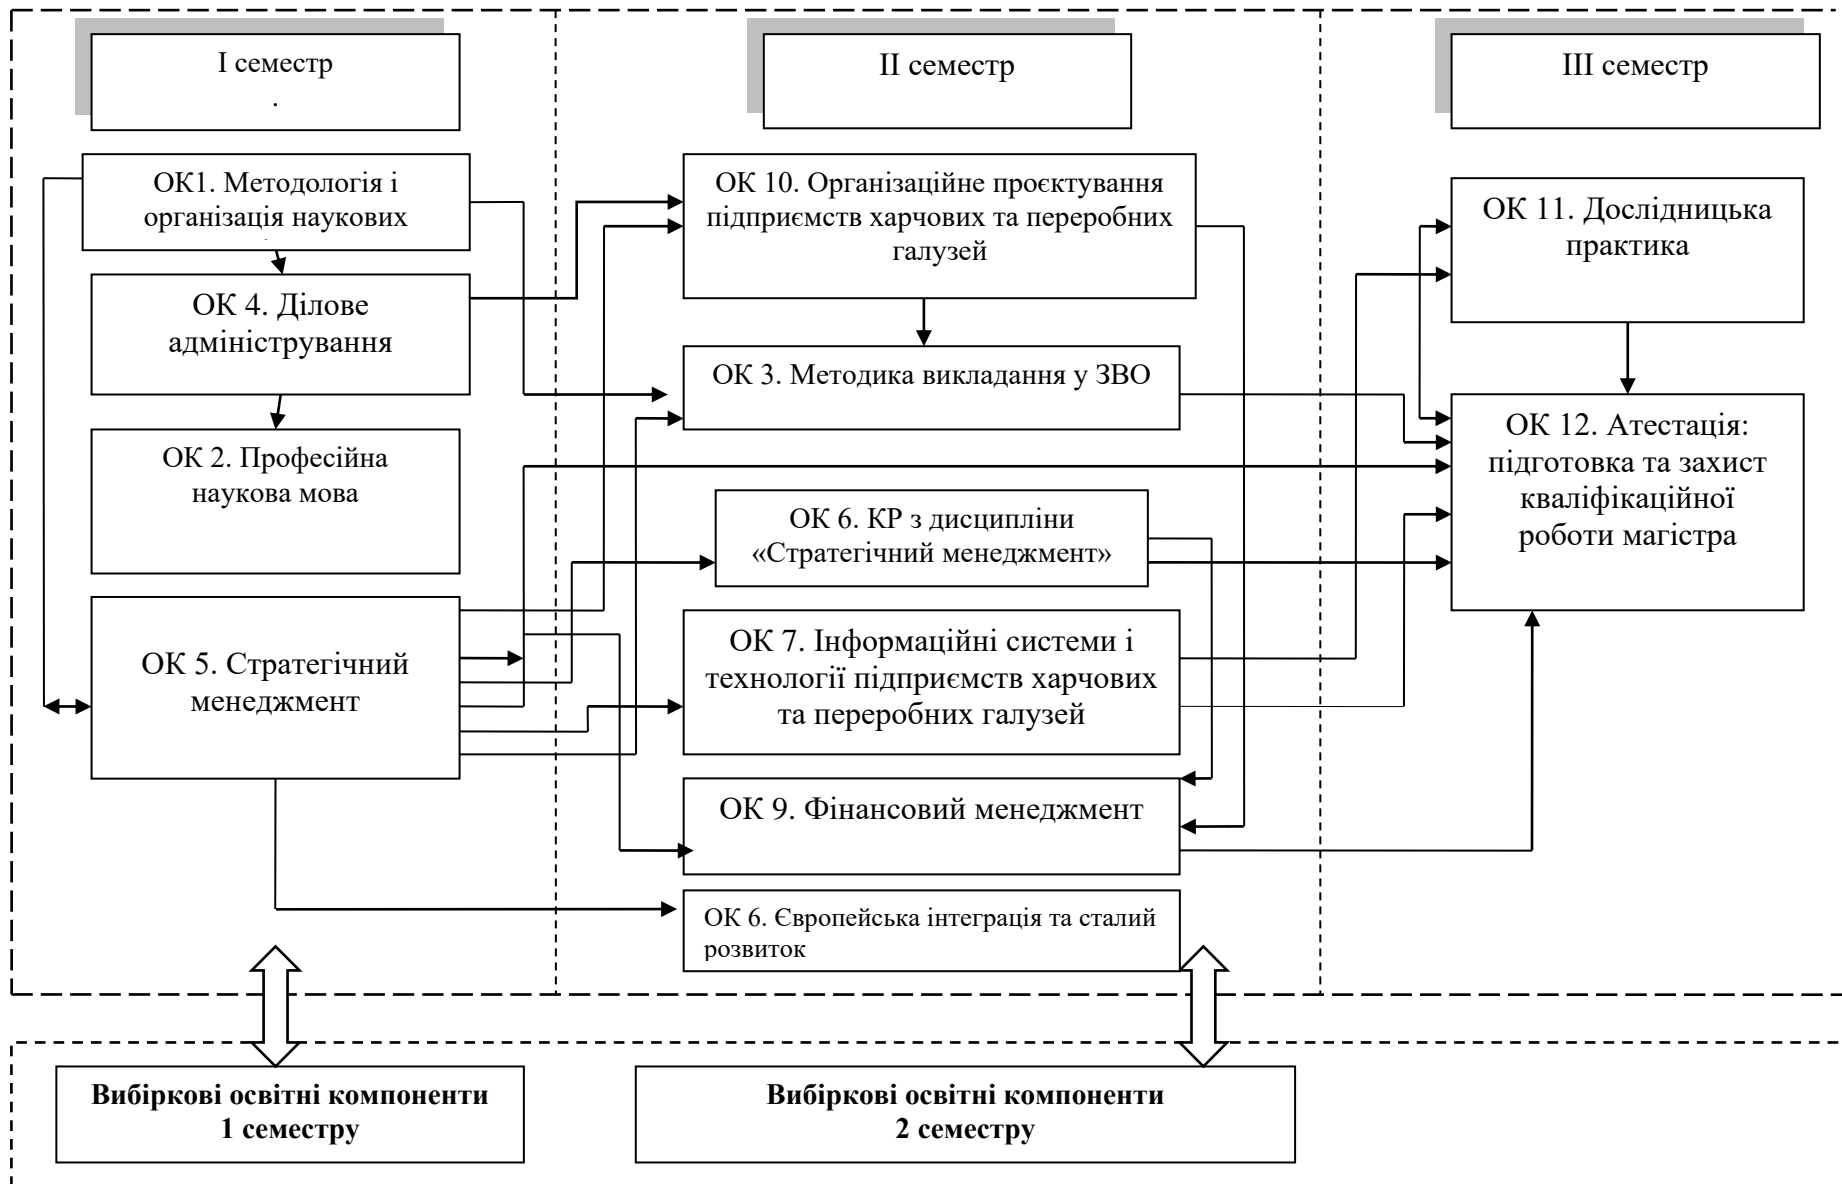 І семестр
.
ІІ семестр
ІІІ семестр
ОК1. Методологія і
організація наукових
ОК 4. Ділове
адміністрування
ОК 2. Професійна
наукова мова
ОК 5. Стратегічний
менеджмент
ОК 10. Організаційне проєктування
підприємств харчових та переробних
галузей
ОК 3. Методика викладання у ЗВО
ОК 6. КР з дисципліни
«Стратегічний менеджмент»
ОК 7. Інформаційні системи і
технології підприємств харчових
та переробних галузей
ОК 9. Фінансовий менеджмент
ОК 6. Європейська інтеграція та сталий
розвиток
ОК 11. Дослідницька
практика
ОК 12. Атестація:
підготовка та захист
кваліфікаційної
роботи магістра
Вибіркові освітні компоненти
1 семестру
Вибіркові освітні компоненти
2 семестру